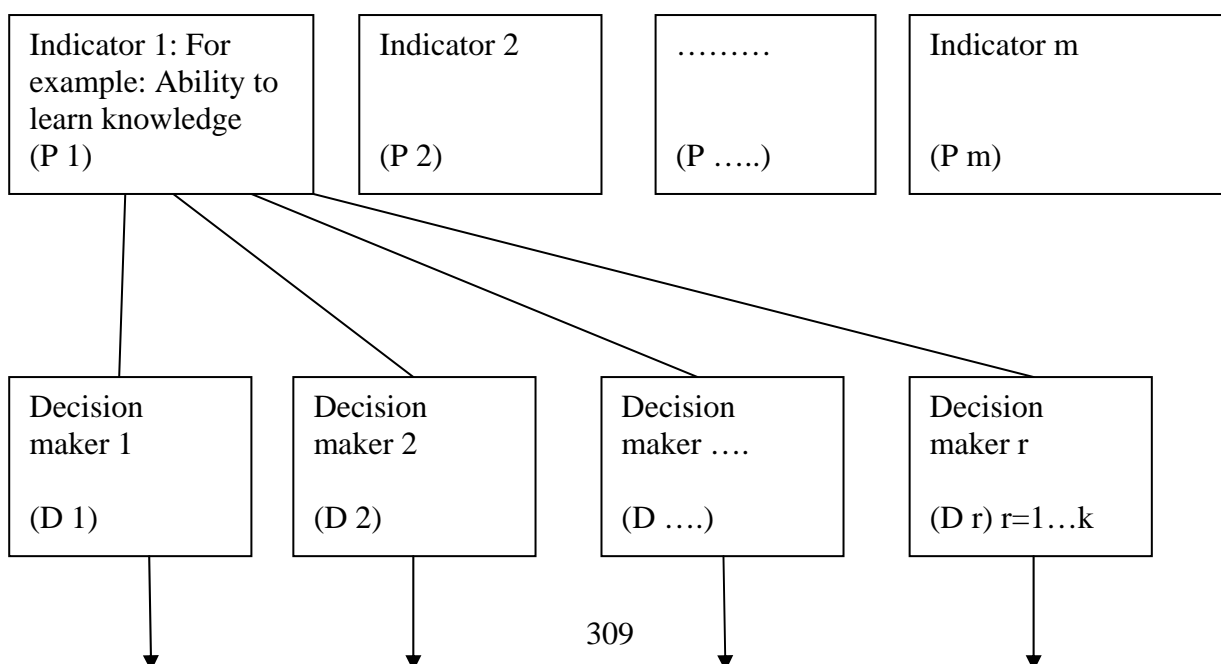 Indicator 1: For
example: Ability to
learn knowledge
(P 1)
Indicator 2
(P 2)
………
(P …..)
Indicator m
(P m)
Decision
maker 1
(D 1)
Decision
maker 2
(D 2)
Decision
maker ….
(D ….)
Decision
maker r
(D r) r=1…k
309